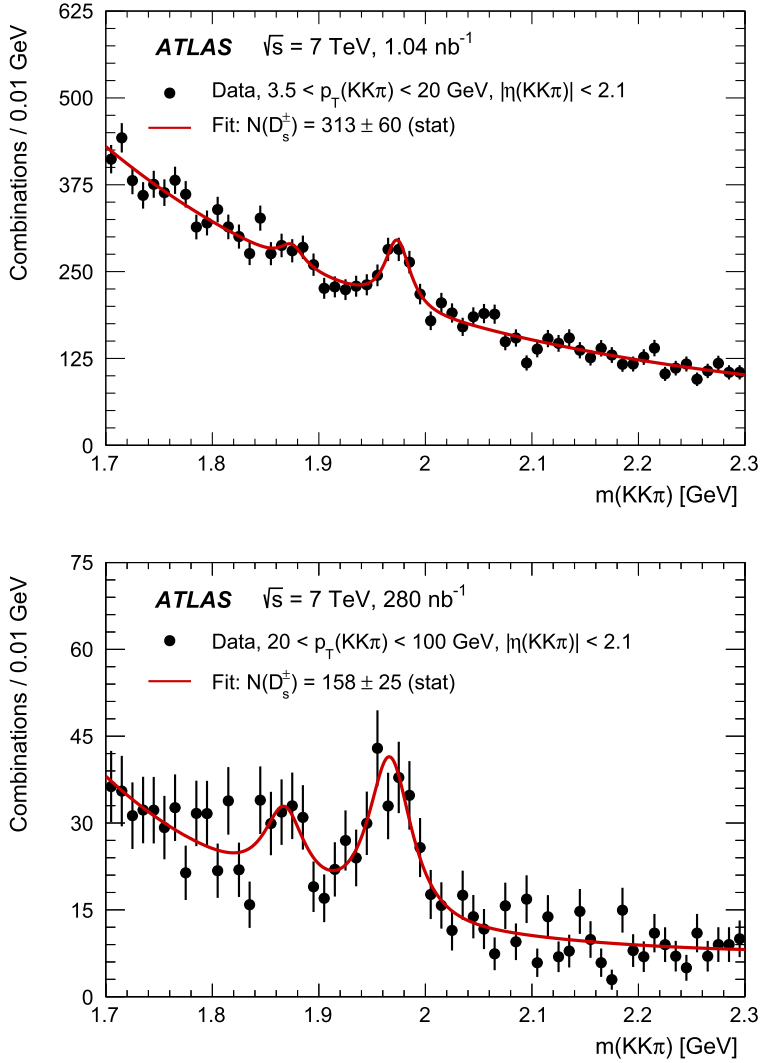 625
500
375
250
125
0
Combinations / 0.01 GeV
ATLAS √s = 7 TeV, 1.04 nb⁻¹
Data, 3.5 < p_T(KKπ) < 20 GeV, |η(KKπ)| < 2.1
Fit: N(D_s^±) = 313 ± 60 (stat)
1.7 1.8 1.9 2 2.1 2.2 2.3
m(KKπ) [GeV]
75
60
45
30
15
0
Combinations / 0.01 GeV
ATLAS √s = 7 TeV, 280 nb⁻¹
Data, 20 < p_T(KKπ) < 100 GeV, |η(KKπ)| < 2.1
Fit: N(D_s^±) = 158 ± 25 (stat)
1.7 1.8 1.9 2 2.1 2.2 2.3
m(KKπ) [GeV]